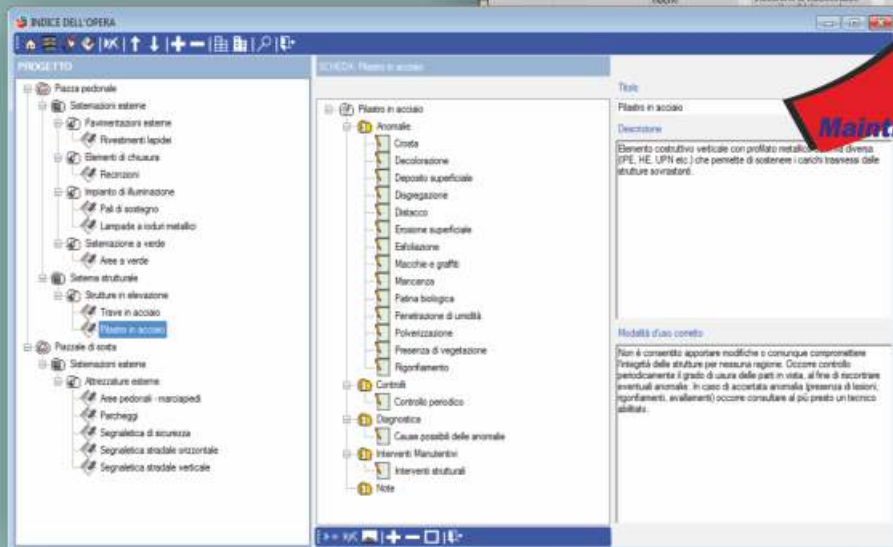 INDICE DELL'OPERA
PROGETTO
Piazza pedonale
Sistemazioni esterne
Pavimentazioni esterne
Rivestimenti lapidei
Elementi di chiusura
Recinzioni
Impianto di illuminazione
Pali di sostegno
Lampade a ioduri metallici
Sistemazione a verde
Aree a verde
Sistema strutturale
Strutture in elevazione
Trave in acciaio
Pilastro in acciaio
Piazzale di sosta
Sistemazioni esterne
Attrezzature esterne
Aree pedonali - marciapiedi
Parcheggi
Segnaletica di sicurezza
Segnaletica stradale orizzontale
Segnaletica stradale verticale
SCHEDA: Pilastro in acciaio
Pilastro in acciaio
Anomalie
Crosta
Decolorazione
Deposito superficiale
Disgregazione
Distacco
Erosione superficiale
Esfoliazione
Macchie e graffiti
Mancanza
Patina biologica
Penetrazione di umidità
Polverizzazione
Presenza di vegetazione
Rigonfiamento
Controlli
Controllo periodico
Diagnostica
Cause possibili delle anomalie
Interventi Manutentivi
Interventi strutturali
Note
Titolo
Pilastro in acciaio
Maint
Descrizione
Elemento costruttivo verticale con profilato metallico diversa
(IPE, HE, UPN etc.) che permette di sostenere i carichi trasmessi dalle
strutture sovrastanti.
Modalità d'uso corretto
Non è consentito apportare modifiche o comunque compromettere
l'integrità delle strutture per nessuna ragione. Occorre controllo
periodicamente il grado di usura delle parti in vista, al fine di riscontrare
eventuali anomalie. In caso di accertata anomalia (presenza di lesioni,
rigonfiamenti, avallamenti) occorre consultare al più presto un tecnico
abilitato.